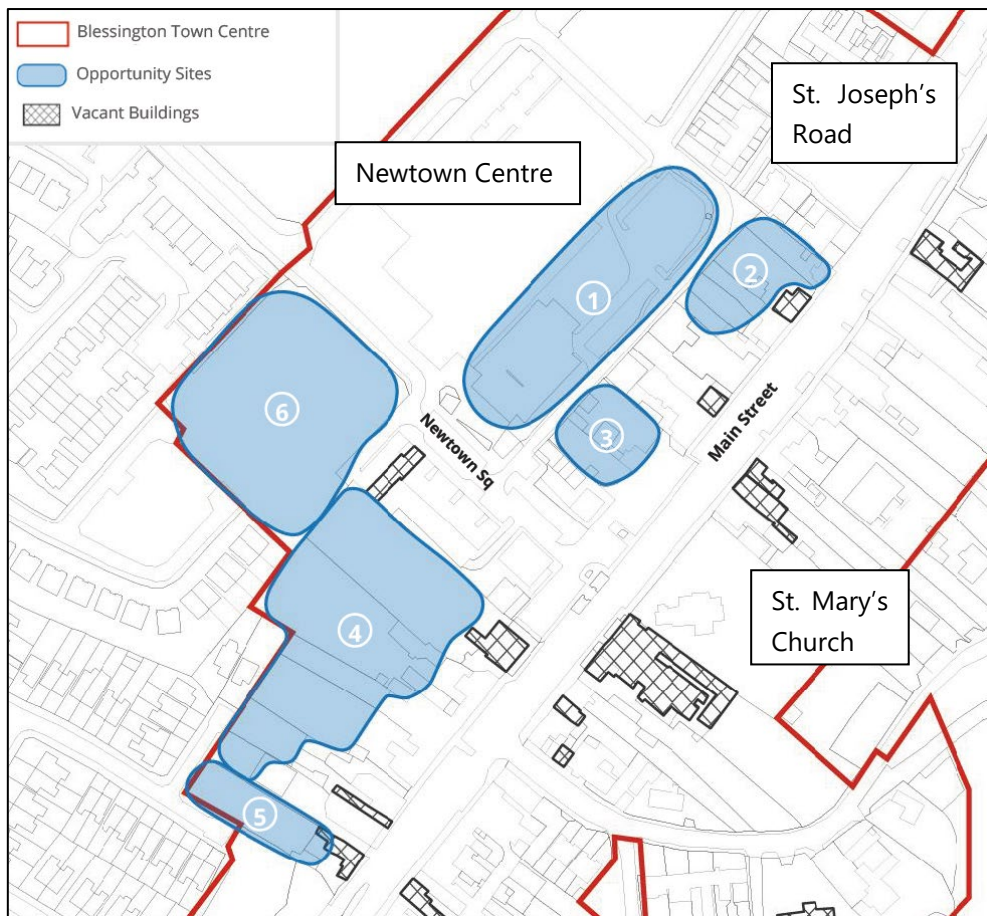 Blessington Town Centre
Opportunity Sites
Vacant Buildings
St. Joseph's
Road
Newtown Centre
1
2
3
6
Newtown Sq
Main Street
4
St. Mary's
Church
5